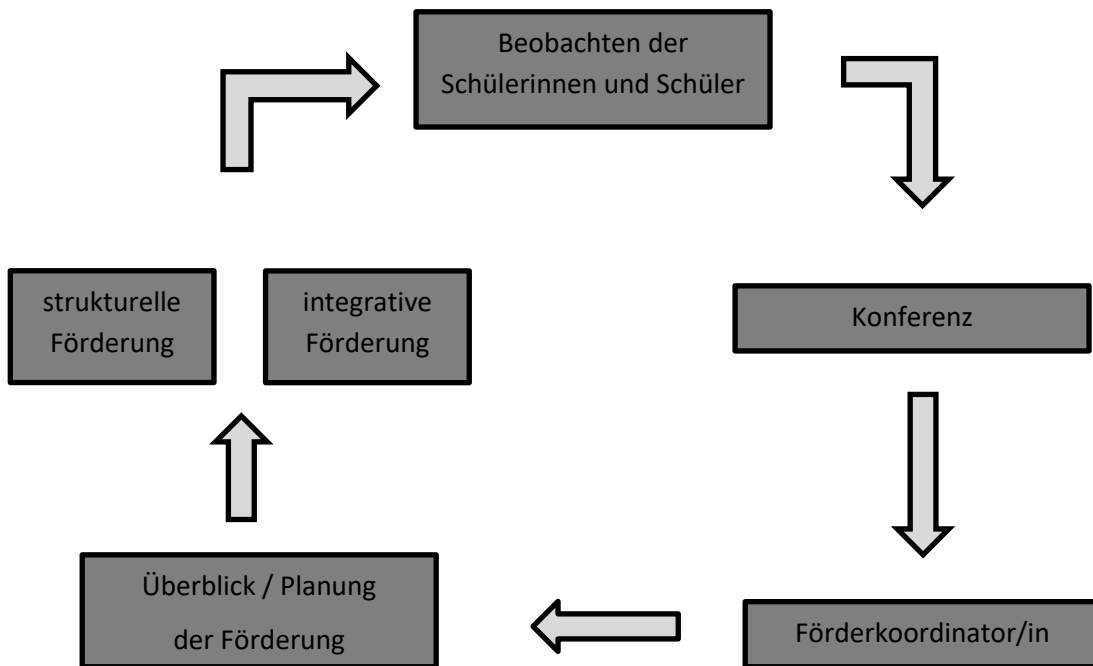 Beobachten der
Schülerinnen und Schüler
strukturelle
Förderung
integrative
Förderung
Konferenz
Überblick / Planung
der Förderung
Förderkoordinator/in